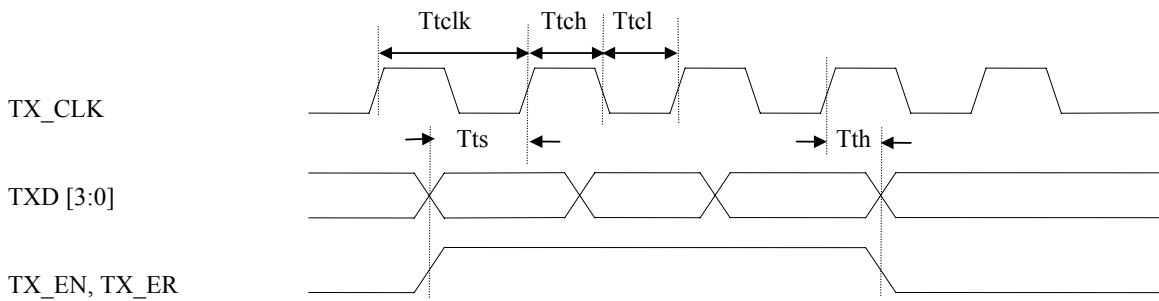 Ttclk Ttch Ttcl
TX_CLK
Tts Tth
TXD [3:0]
TX_EN, TX_ER